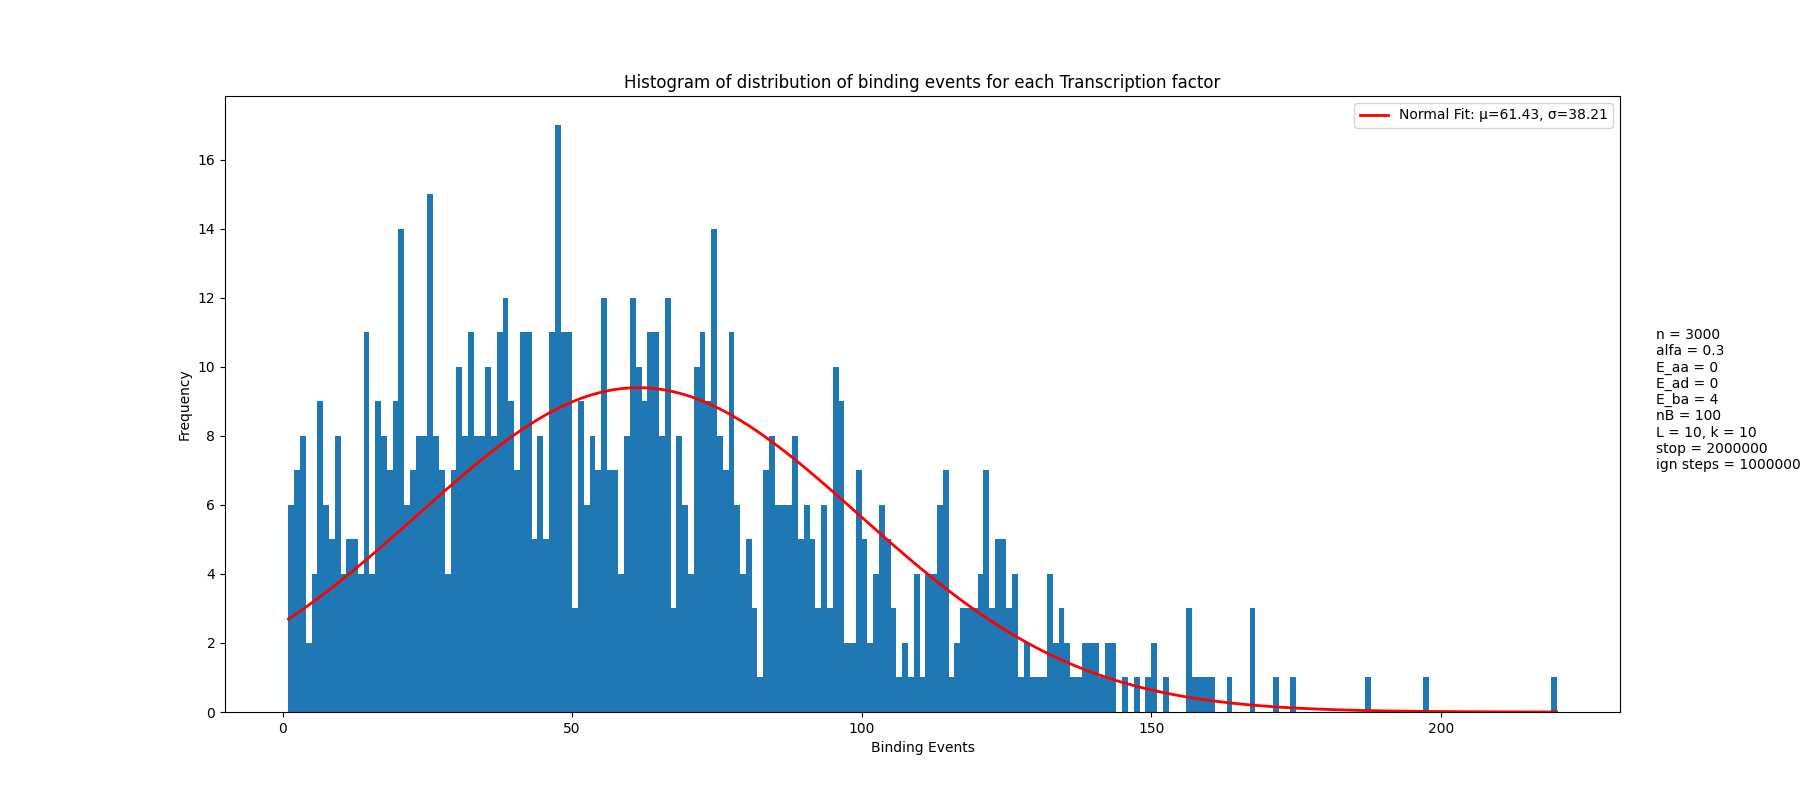 Histogram of distribution of binding events for each Transcription factor
Normal Fit: μ=61.43, σ=38.21
16
14
12
10
8
6
4
2
0
Frequency
0
50
100
150
200
Binding Events
n = 3000
alfa = 0.3
E_aa = 0
E_ad = 0
E_ba = 4
nB = 100
L = 10, k = 10
stop = 2000000
ign steps = 1000000